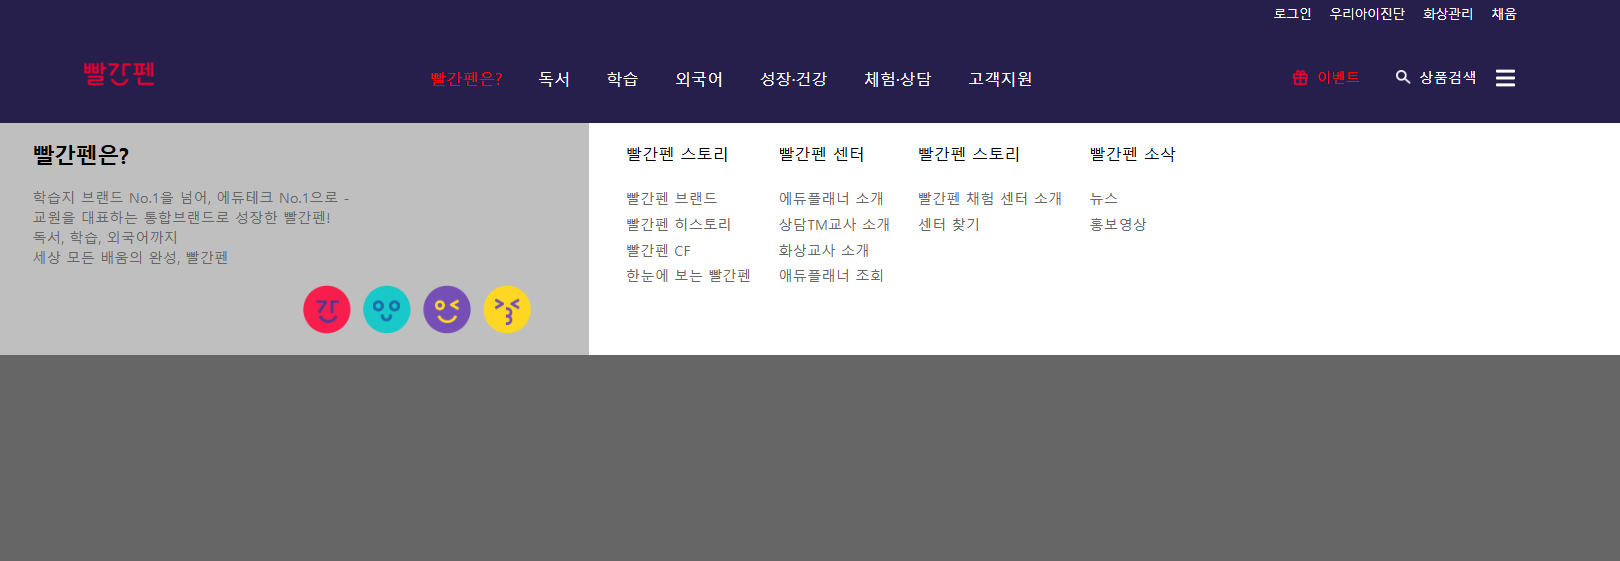 로그인 우리아이진단 화상관리 채움
빨간펜 빨간펜은? 독서 학습 외국어 성장·건강 체험·상담 고객지원 이벤트 상품검색
빨간펜은?
학습지 브랜드 No.1을 넘어, 에듀테크 No.1으로 -
교원을 대표하는 통합브랜드로 성장한 빨간펜!
독서, 학습, 외국어까지
세상 모든 배움의 완성, 빨간펜
간
빨간펜 스토리
빨간펜 브랜드
빨간펜 히스토리
빨간펜 CF
한눈에 보는 빨간펜
빨간펜 센터
에듀플래너 소개
상담TM교사 소개
화상교사 소개
애듀플래너 조회
빨간펜 스토리
빨간펜 채험 센터 소개
센터 찾기
빨간펜 소삭
뉴스
홍보영상